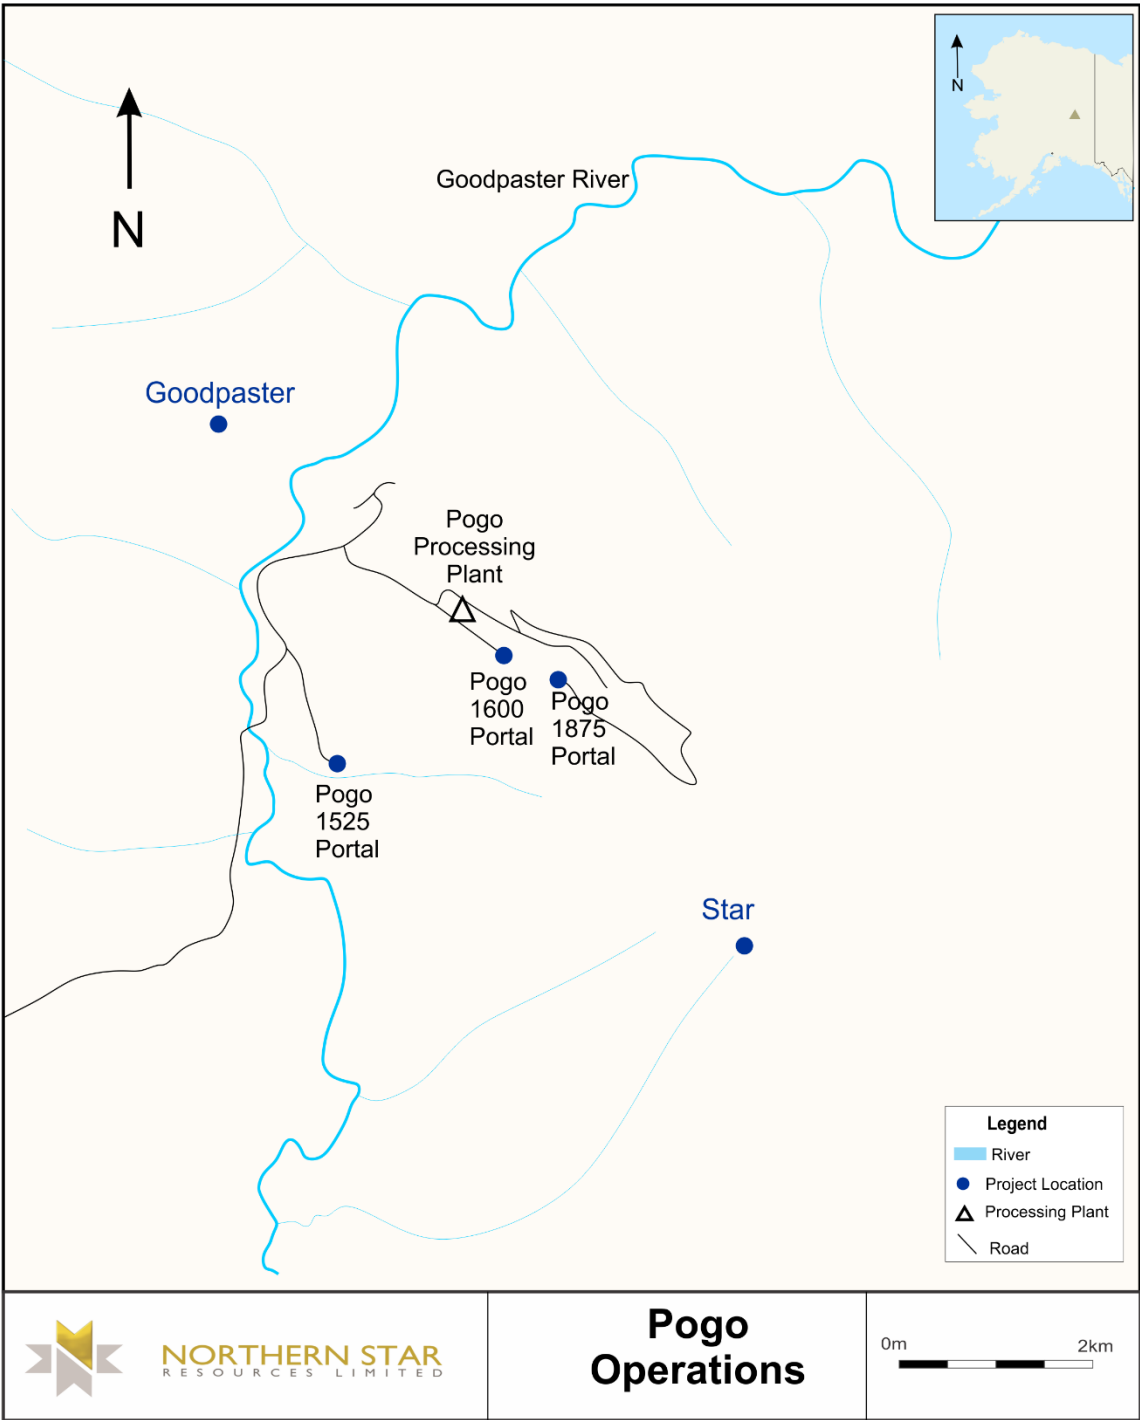 N
N
Goodpaster River
Goodpaster
Pogo
Processing
Plant
Pogo
1600
Portal
Pogo
1875
Portal
Pogo
1525
Portal
Star
Legend
River
Project Location
Processing Plant
Road
NORTHERN STAR
RESOURCES LIMITED
Pogo
Operations
0m
2km